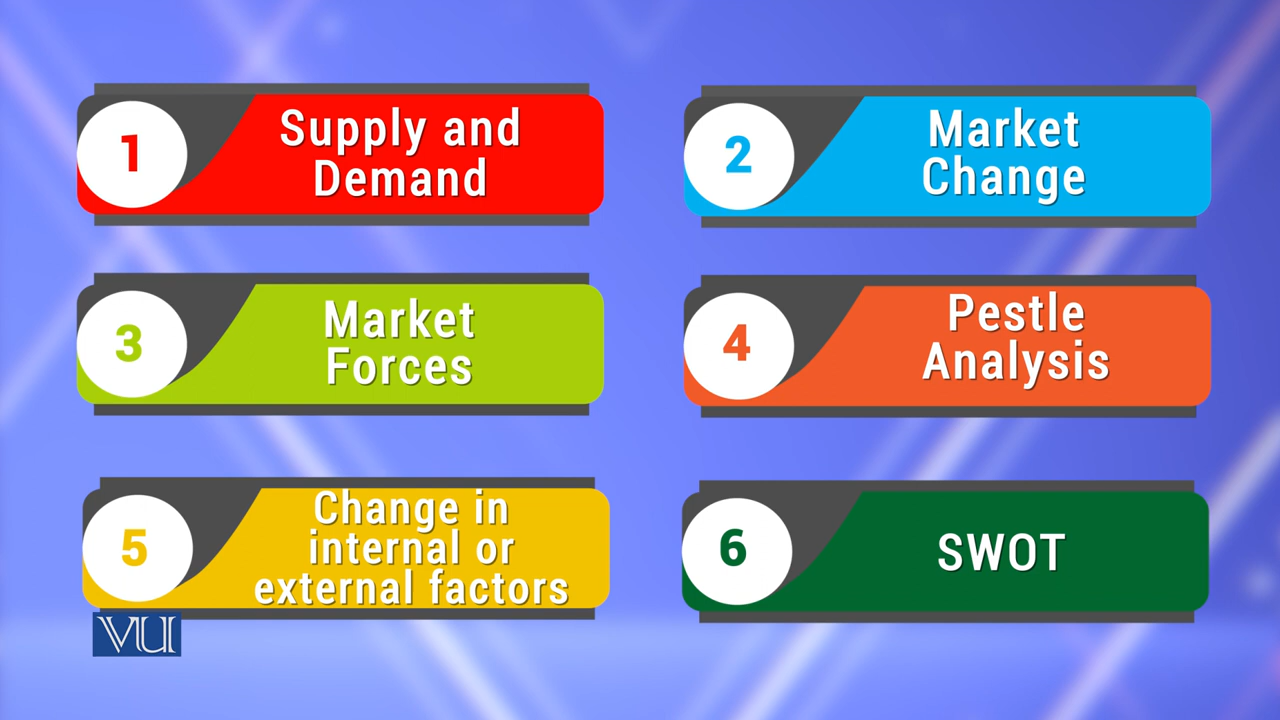 1
Supply and
Demand
2
Market
Change
3
Market
Forces
4
Pestle
Analysis
5
Change in
internal or
external factors
6
SWOT
VU